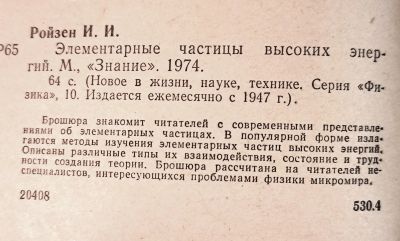 Ройзен И. И.
Р65 Элементарные частицы высоких энер-
гий. М., «Знание». 1974.
64 с. (Новое в жизни, науке, технике. Серия «Фи-
зика», 10. Издается ежемесячно с 1947 г.).
Брошюра знакомит читателей с современными представле-
ниями об элементарных частицах. В популярной форме изла-
гаются методы изучения элементарных частиц высоких энергий.
Описаны различные типы их взаимодействия, состояние и труд-
ности создания теории. Брошюра рассчитана на читателей не-
специалистов, интересующихся проблемами физики микромира.
20408 530.4